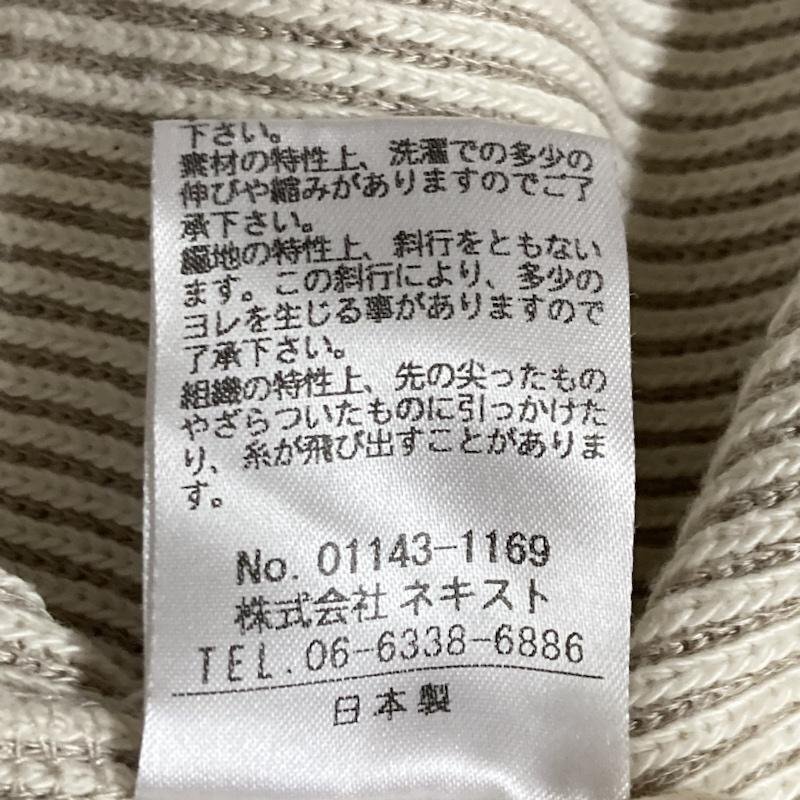 下さい。
素材の特性上、洗濯での多少の
伸びや縮みがありますのでご了
承下さい。
編地の特性上、斜行をともない
ます。この斜行により、多少の
ヨレを生じる事がありますので
了承下さい。
組織の特性上、先の尖ったもの
やざらついたものに引っかけた
り、糸が飛び出すことがありま
す。
No. 01143-1169
株式会社 ネキスト
TEL. 06-6338-6886
日本製